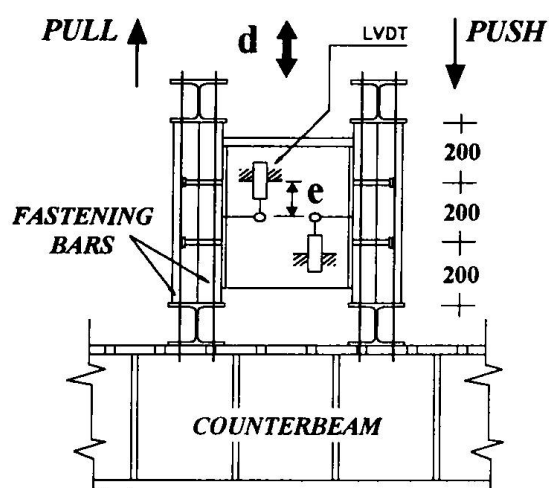 PULL
d
LVDT
PUSH
200
e
200
FASTENING
BARS
200
COUNTERBEAM